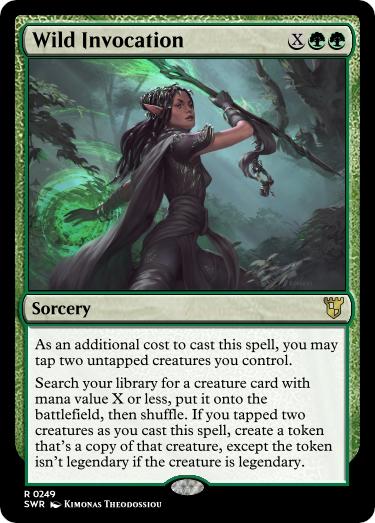 Wild Invocation X
Sorcery
As an additional cost to cast this spell, you may
tap two untapped creatures you control.
Search your library for a creature card with
mana value X or less, put it onto the
battlefield, then shuffle. If you tapped two
creatures as you cast this spell, create a token
that's a copy of that creature, except the token
isn't legendary if the creature is legendary.
R 0249
SWR Kimonas Theodossiou